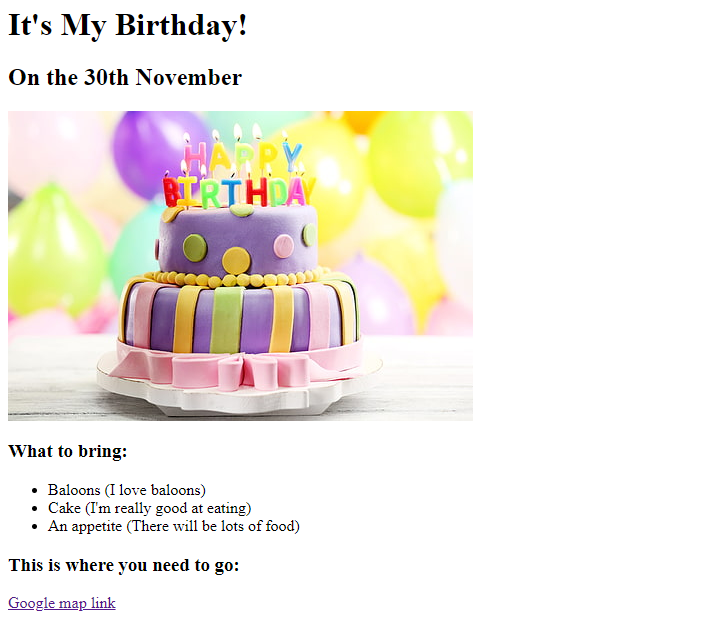 It's My Birthday!
On the 30th November
HAPPY
BIRTHDAY
What to bring:
Baloons (I love baloons)
Cake (I'm really good at eating)
An appetite (There will be lots of food)
This is where you need to go:
Google map link